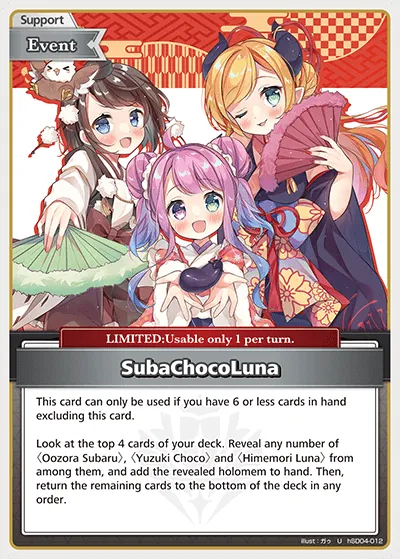 Support
Event
LIMITED:Usable only 1 per turn.
SubaChocoLuna
This card can only be used if you have 6 or less cards in hand
excluding this card.
Look at the top 4 cards of your deck. Reveal any number of
〈Oozora Subaru〉, 〈Yuzuki Choco〉 and 〈Himemori Luna〉 from
among them, and add the revealed holomem to hand. Then,
return the remaining cards to the bottom of the deck in any
order.
illust : ガゥ U hSD04-012